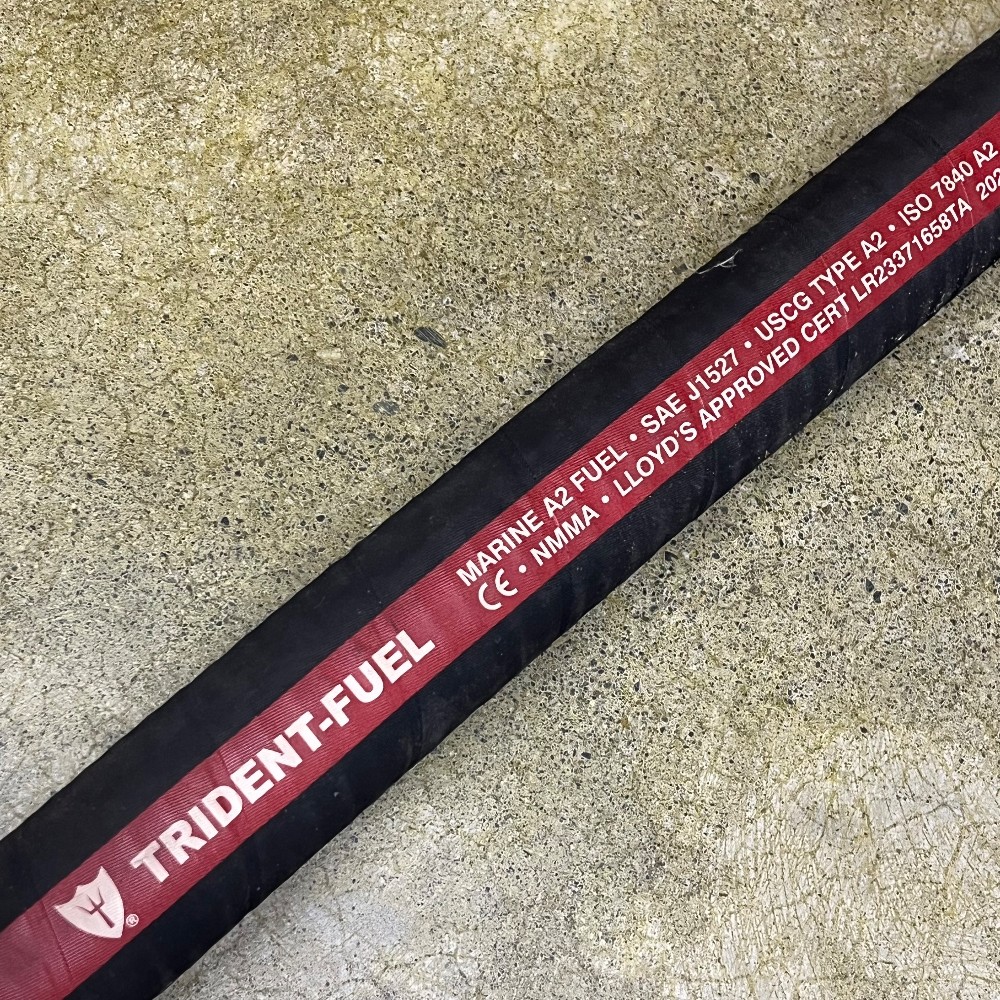 TRIDENT-FUEL
®
MARINE A2 FUEL • SAE J1527 • USCG TYPE A2 • ISO 7840 A2
CE • NMMA • LLOYD'S APPROVED CERT LR23371658TA